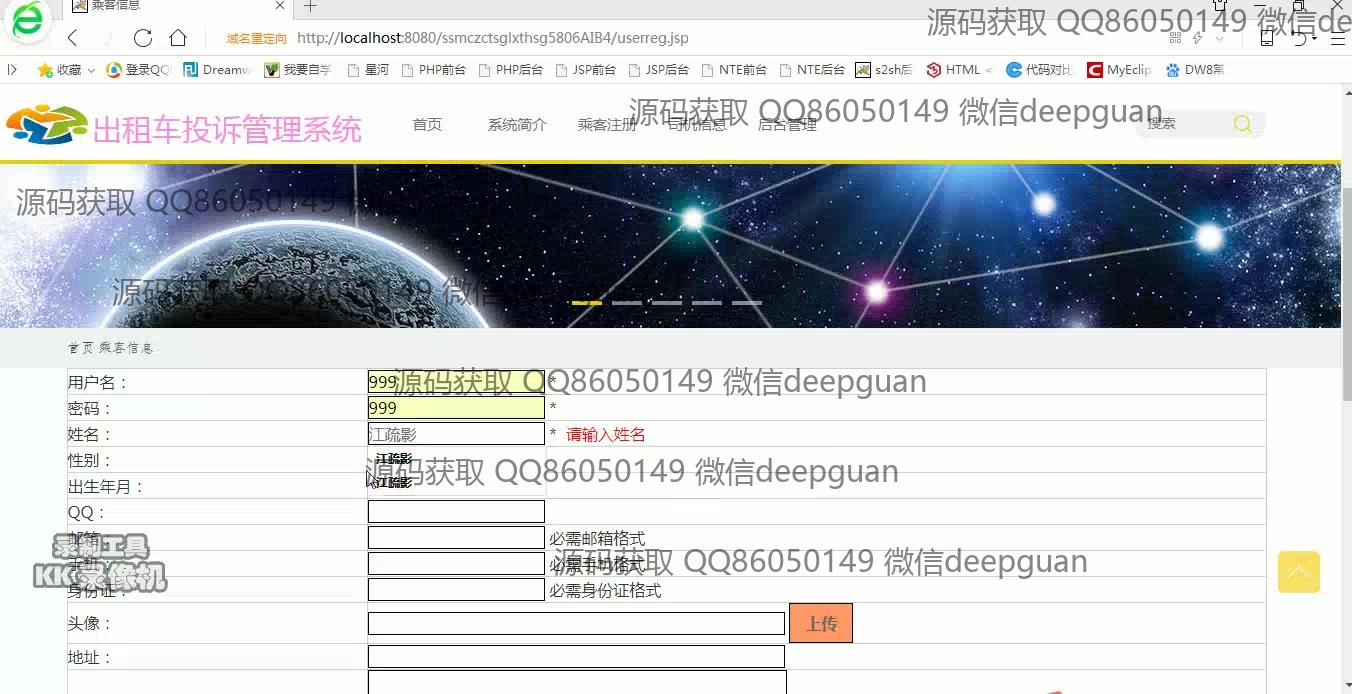 乘客信息
源码获取 QQ86050149 微信de
域名重定向 http://localhost:8080/ssmczctsglxthsg5806AIB4/userreg.jsp
收藏 登录QQ Dreamw 我要自学 星河 PHP前台 PHP后台 JSP前台 JSP后台 NTE前台 NTE后台 s2sh后 HTML 代码对比 MyEclip DW8常
出租车投诉管理系统 首页 系统简介 乘客注册 司机信息 后台管理 搜索
源码获取 QQ86050149 微信deepguan
源码获取 QQ86050149
源码获取 QQ86050149 微信
首页 乘客信息
用户名： 999 *
源码获取 QQ86050149 微信deepguan
密码： 999 *
姓名： 江疏影 * 请输入姓名
性别： 江疏影
源码获取 QQ86050149 微信deepguan
出生年月： 江疏影
QQ：
邮箱： 必需邮箱格式
录制工具
KK录像机
手机： 必需手机格式
源码获取 QQ86050149 微信deepguan
身份证： 必需身份证格式
头像： 上传
地址：